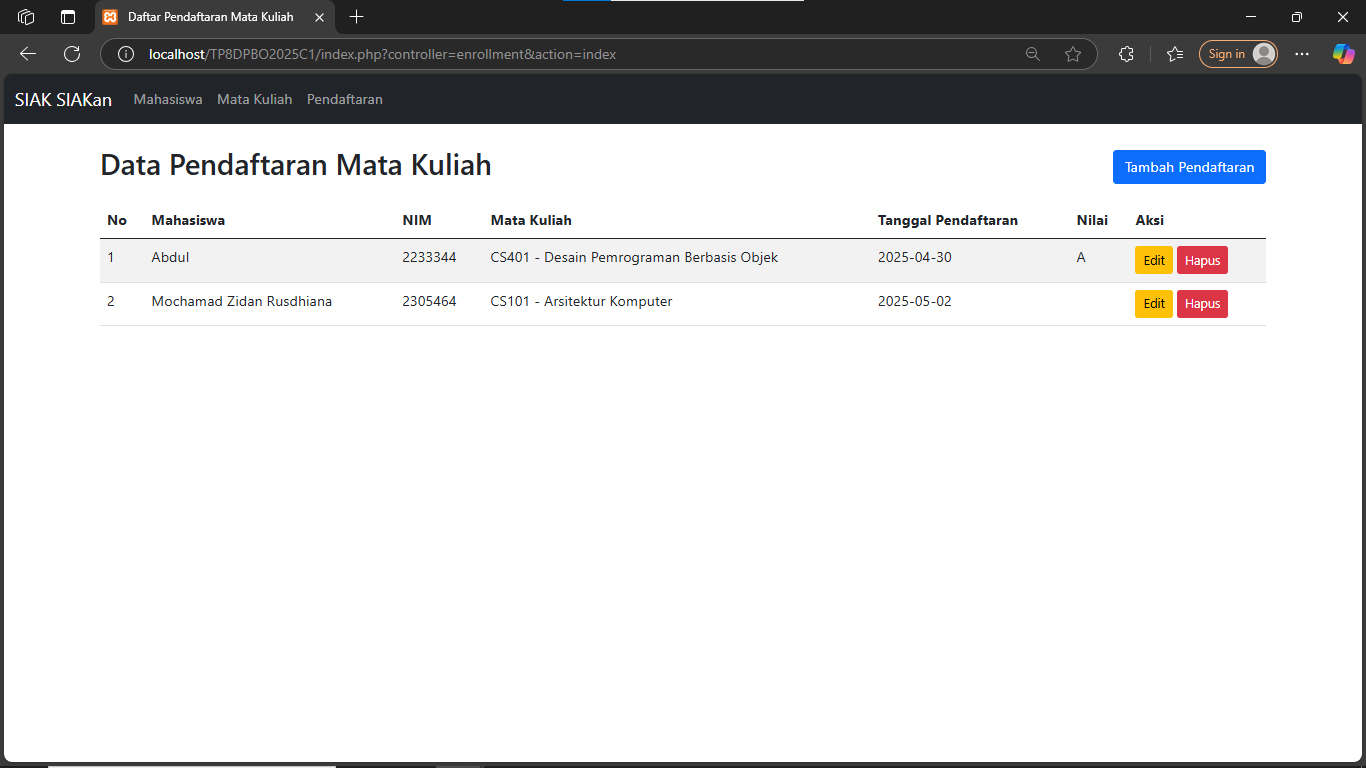 Daftar Pendaftaran Mata Kuliah
localhost/TP8DPBO2025C1/index.php?controller=enrollment&action=index
Sign in
SIAK SIAKan Mahasiswa Mata Kuliah Pendaftaran
Data Pendaftaran Mata Kuliah
Tambah Pendaftaran
No Mahasiswa NIM Mata Kuliah Tanggal Pendaftaran Nilai Aksi
1 Abdul 2233344 CS401 - Desain Pemrograman Berbasis Objek 2025-04-30 A Edit Hapus
2 Mochamad Zidan Rusdhiana 2305464 CS101 - Arsitektur Komputer 2025-05-02 Edit Hapus